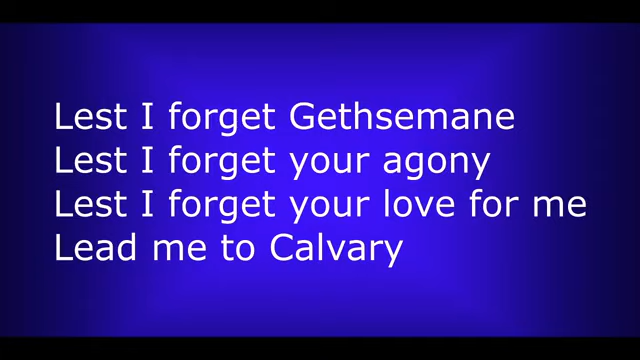 Lest I forget Gethsemane
Lest I forget your agony
Lest I forget your love for me
Lead me to Calvary